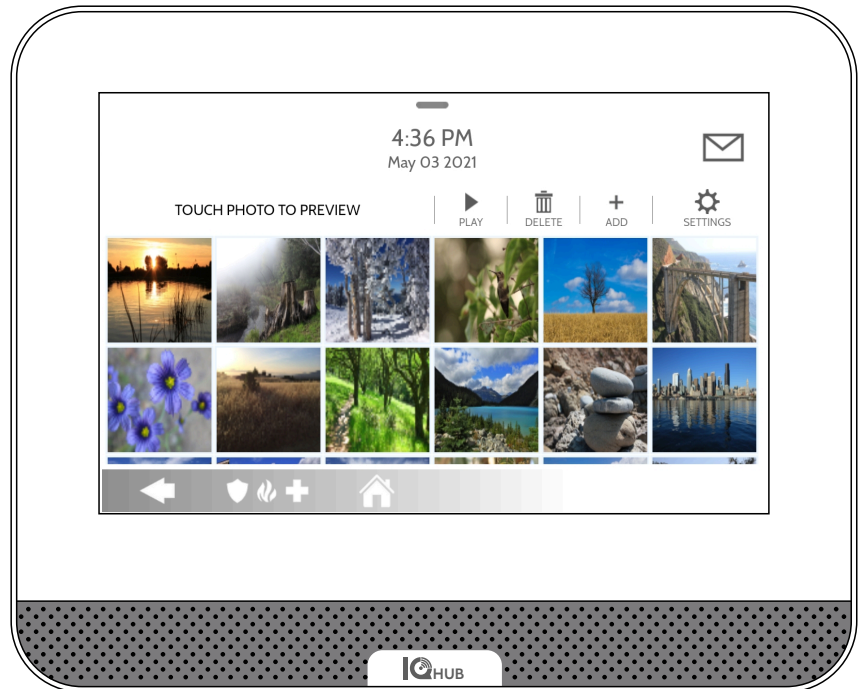 4:36 PM
May 03 2021
TOUCH PHOTO TO PREVIEW
PLAY
DELETE
ADD
SETTINGS
IQ HUB